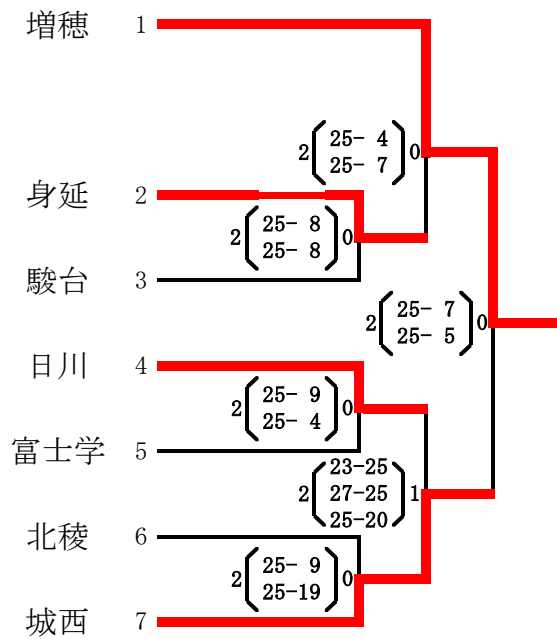 増穂 1
2 25- 4 0
25- 7
身延 2
2 25- 8 0
25- 8
駿台 3
2 25- 7 0
25- 5
日川 4
2 25- 9 0
25- 4
富士学 5
23-25
2 27-25 1
25-20
北稜 6
2 25- 9 0
25-19
城西 7